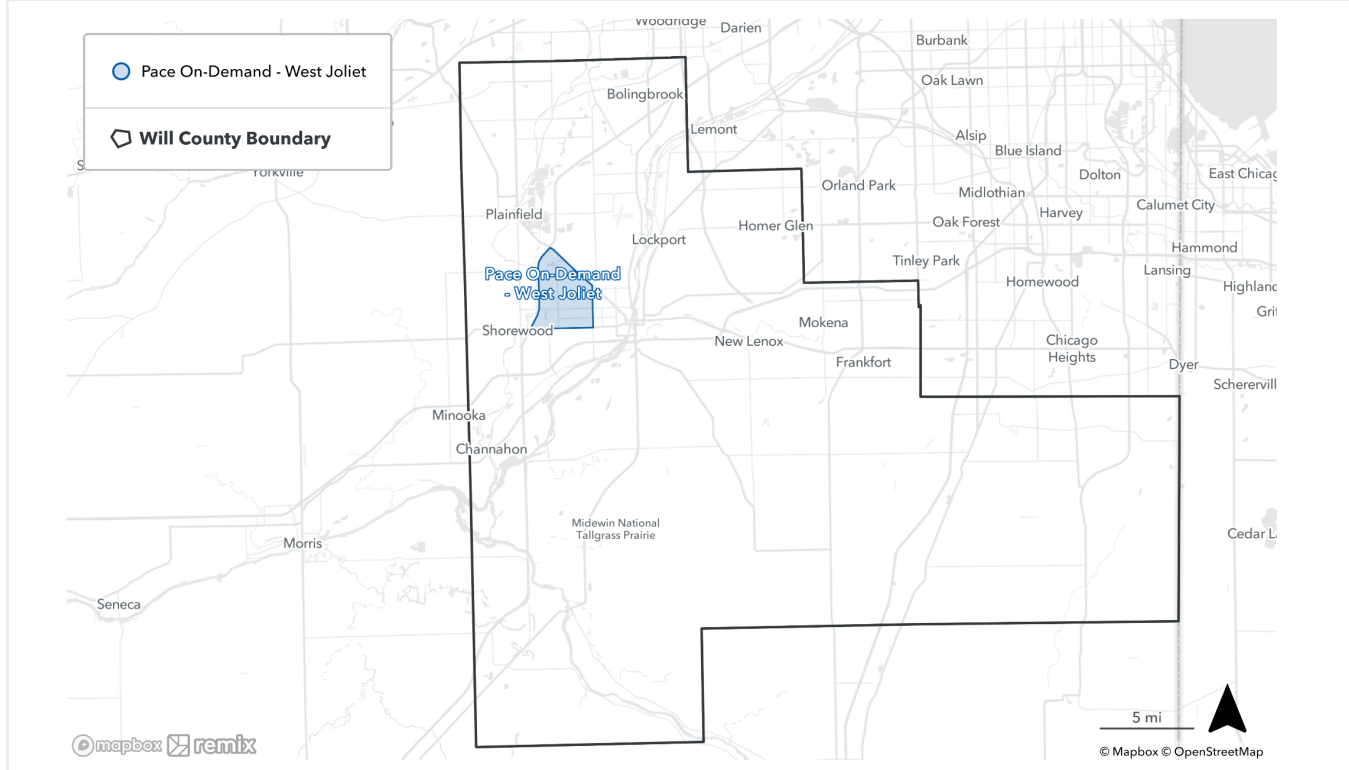 Pace On-Demand - West Joliet
Will County Boundary
Woodridge
Darien
Burbank
Oak Lawn
Bolingbrook
Lemont
Alsip
Blue Island
Yorkville
Dolton
East Chicag
Orland Park
Midlothian
Calumet City
Plainfield
Harvey
Homer Glen
Oak Forest
Lockport
Hammond
Tinley Park
Lansing
Pace On-Demand
- West Joliet
Homewood
Highland
Grif
Shorewood
Mokena
New Lenox
Chicago
Heights
Frankfort
Dyer
Scherervill
Minooka
Channahon
Midewin National
Tallgrass Prairie
Cedar La
Morris
Seneca
5 mi
mapbox remix
© Mapbox © OpenStreetMap